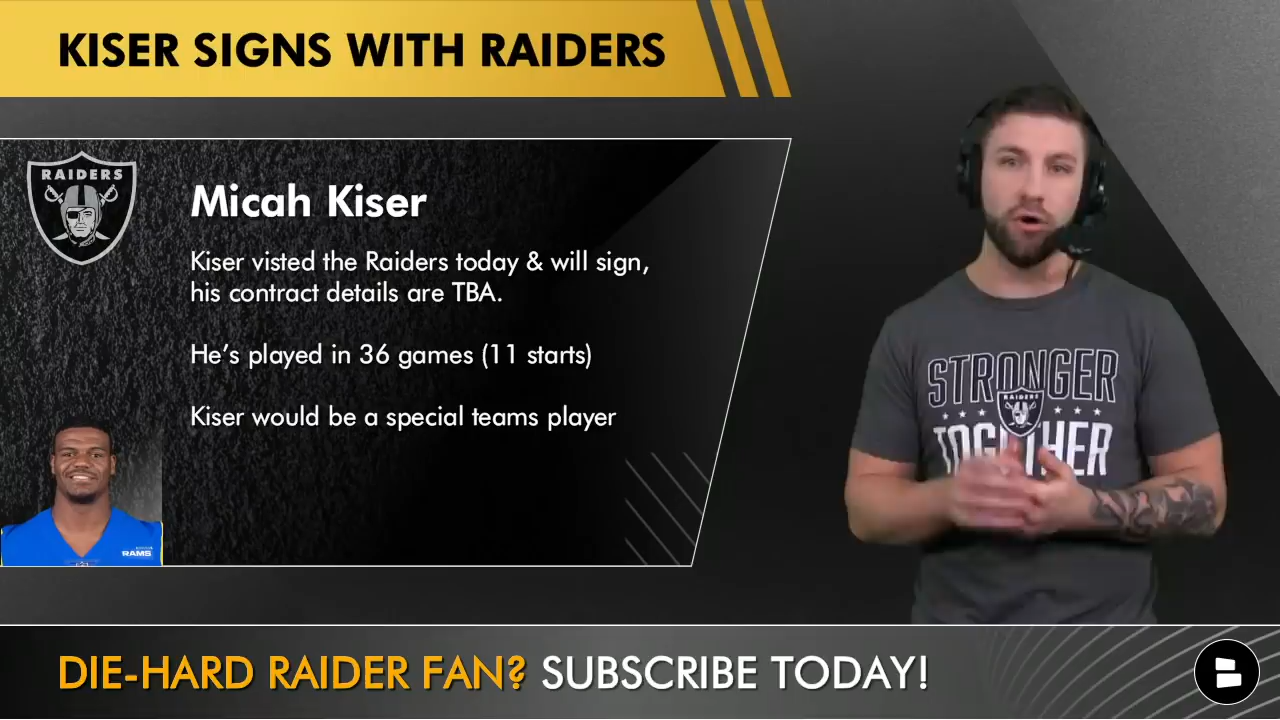 KISER SIGNS WITH RAIDERS
RAIDERS
Micah Kiser
Kiser visted the Raiders today & will sign,
his contract details are TBA.
He's played in 36 games (11 starts)
Kiser would be a special teams player
RAMS
STRONGER
RAIDERS
TOGETHER
DIE-HARD RAIDER FAN? SUBSCRIBE TODAY!